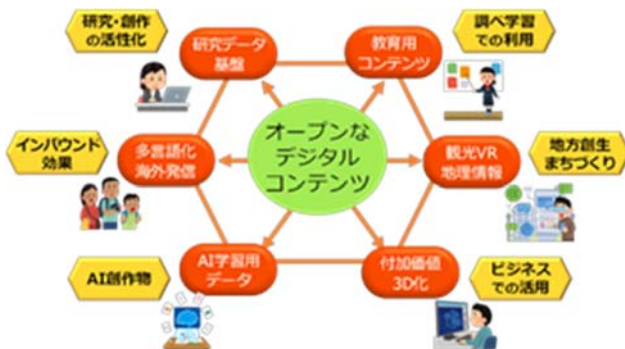 研究・創作
の活性化
研究データ
基盤
教育用
コンテンツ
調べ学習
での利用
インバウンド
効果
多言語化
海外発信
オープンな
デジタル
コンテンツ
観光VR
地理情報
地方創生
まちづくり
AI創作物
AI学習用
データ
付加価値
3D化
ビジネス
での活用